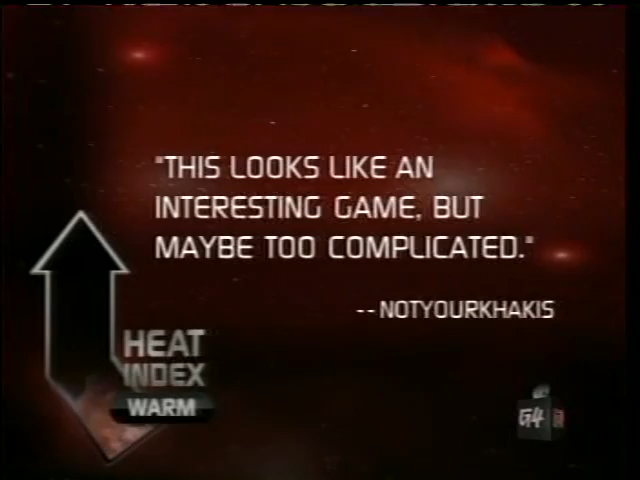 "THIS LOOKS LIKE AN
INTERESTING GAME, BUT
MAYBE TOO COMPLICATED."
--NOTYOURKHAKIS
HEAT
INDEX
WARM
G4